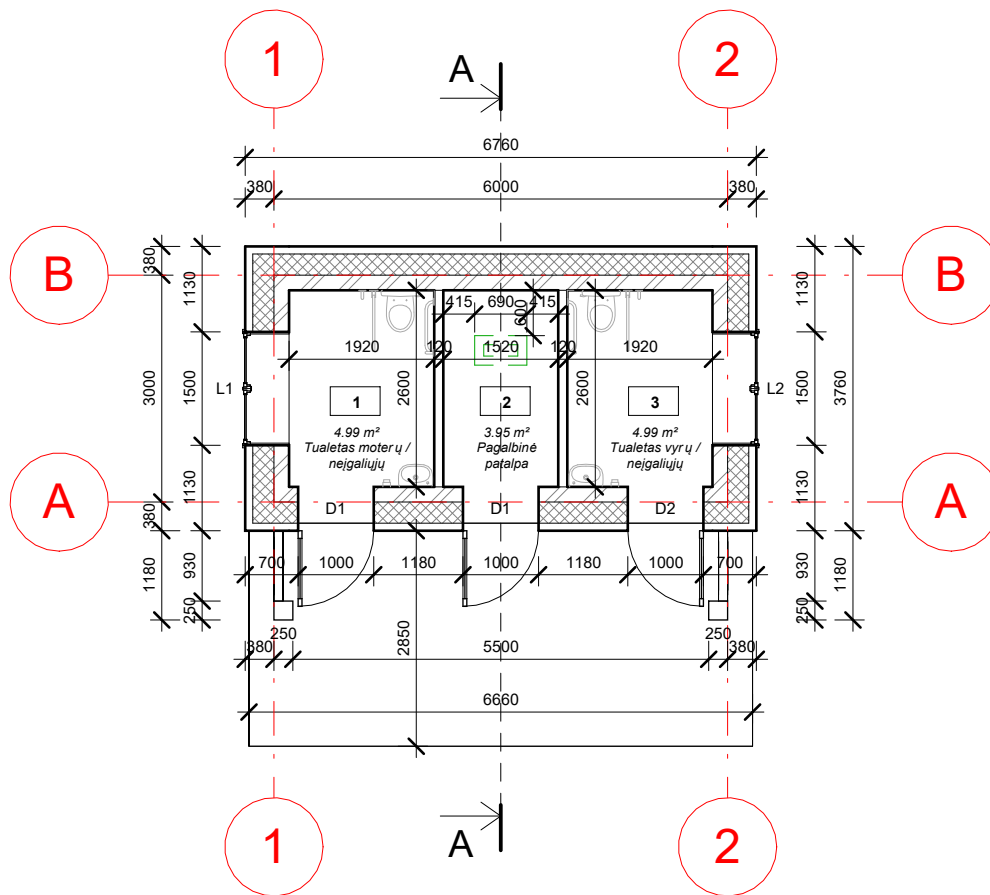 1
2
A
6760
380
6000
380
B
B
380
1130
1130
415
690
415
600
1920
120
1520
120
1920
3000
1500
L1
L2
1500
3760
2600
2600
1
2
3
4.99 m²
Tualetas moterų /
neįgaliųjų
3.95 m²
Pagalbinė
patalpa
4.99 m²
Tualetas vyrų /
neįgaliųjų
1130
1130
A
A
380
D1
D1
D2
1180
930
700
1000
1180
1000
1180
1000
700
930
1180
250
250
250
250
2850
380
5500
380
6660
A
1
2